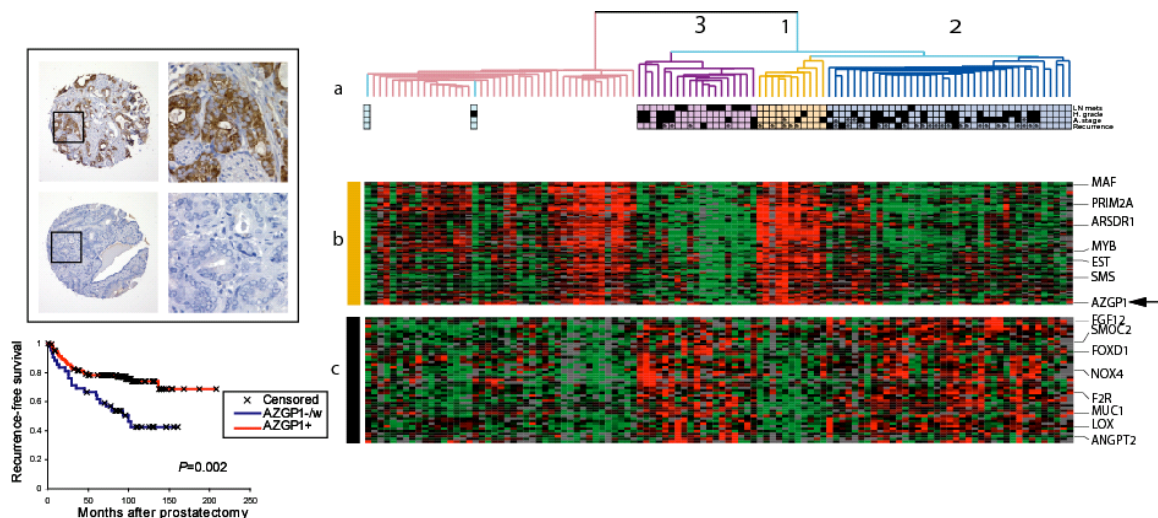 3 1 2
a
LN mets
H. grade
A. stage
Recurrence
b
MAF
PRIM2A
ARSDR1
MYB
EST
SMS
AZGP1
c
FGF12
SMOC2
FOXD1
NOX4
F2R
MUC1
LOX
ANGPT2
Recurrence-free survival
1
0.8
0.6
0.4
0.2
0
Censored
AZGP1-/w
AZGP1+
P=0.002
0 50 100 150 200 250
Months after prostatectomy